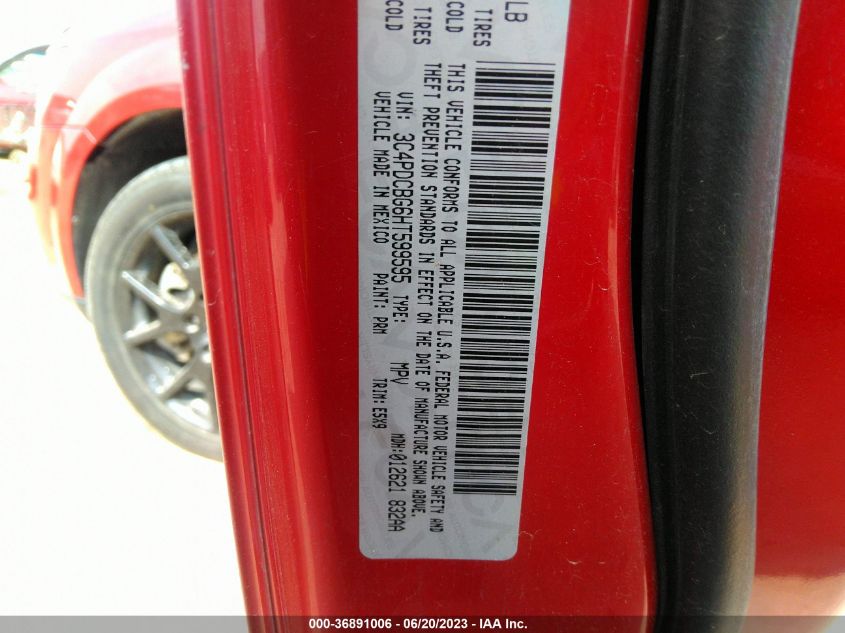 LB
TIRES
COLD
TIRES
COLD
THIS VEHICLE CONFORMS TO ALL APPLICABLE U.S.A. FEDERAL MOTOR VEHICLE SAFETY AND
THEFT PREVENTION STANDARDS IN EFFECT ON THE DATE OF MANUFACTURE SHOWN ABOVE.
VIN: 3C4PDCBG6HT599595 TYPE: MPV MDH:012621 832AA
VEHICLE MADE IN MEXICO PAINT: PRM TRIM: E5X9
000-36891006 / 06/20/2023 - IAA Inc.